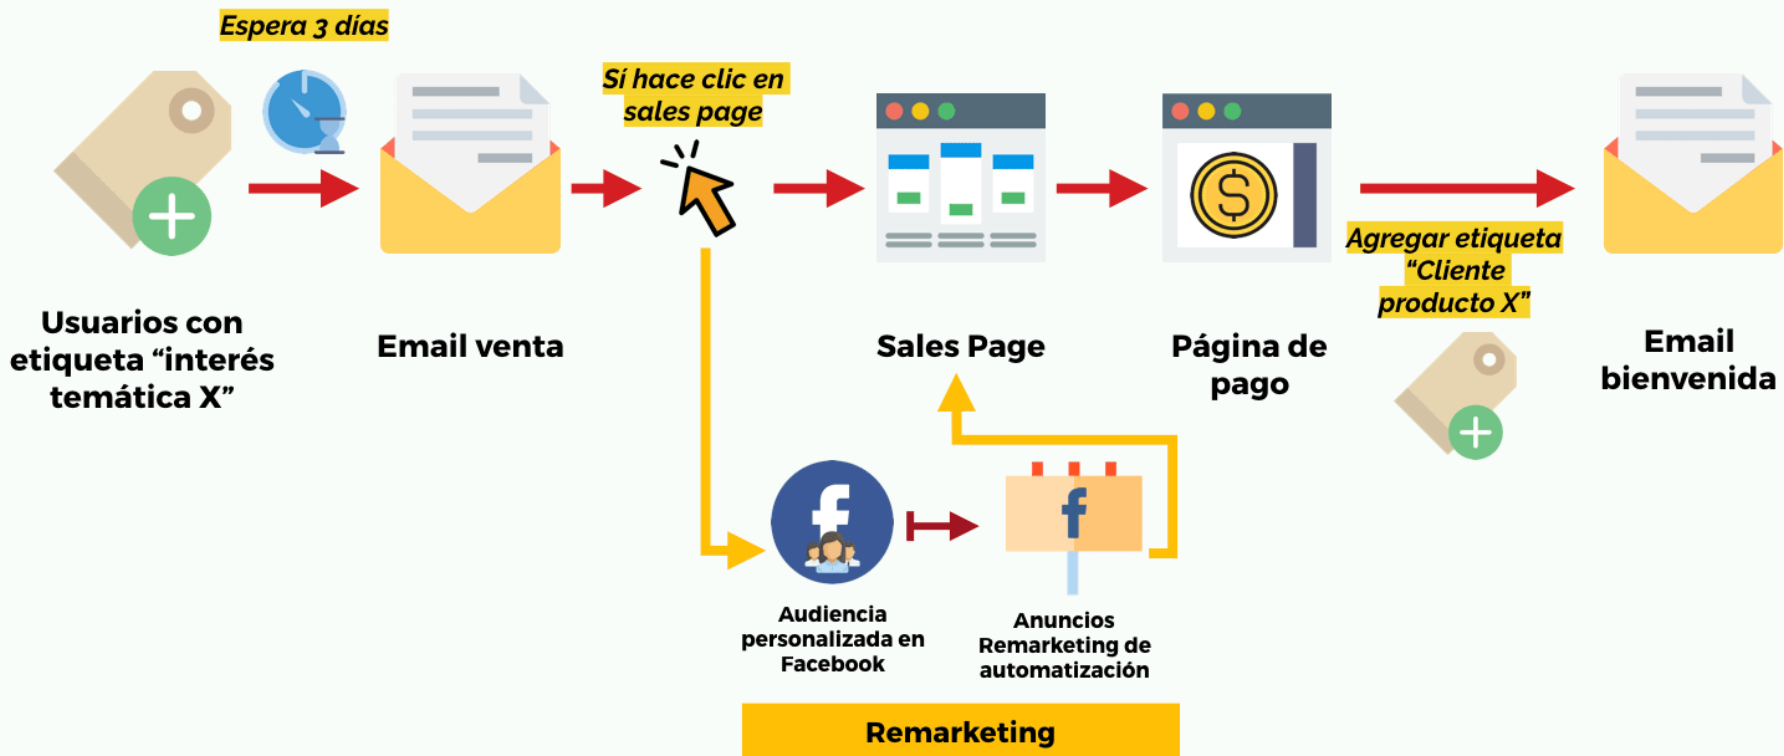 Espera 3 días
Sí hace clic en
sales page
Usuarios con
etiqueta “interés
temática X”
Email venta
Sales Page
Página de
pago
Agregar etiqueta
“Cliente
producto X”
Email
bienvenida
Audiencia
personalizada en
Facebook
Anuncios
Remarketing de
automatización
Remarketing